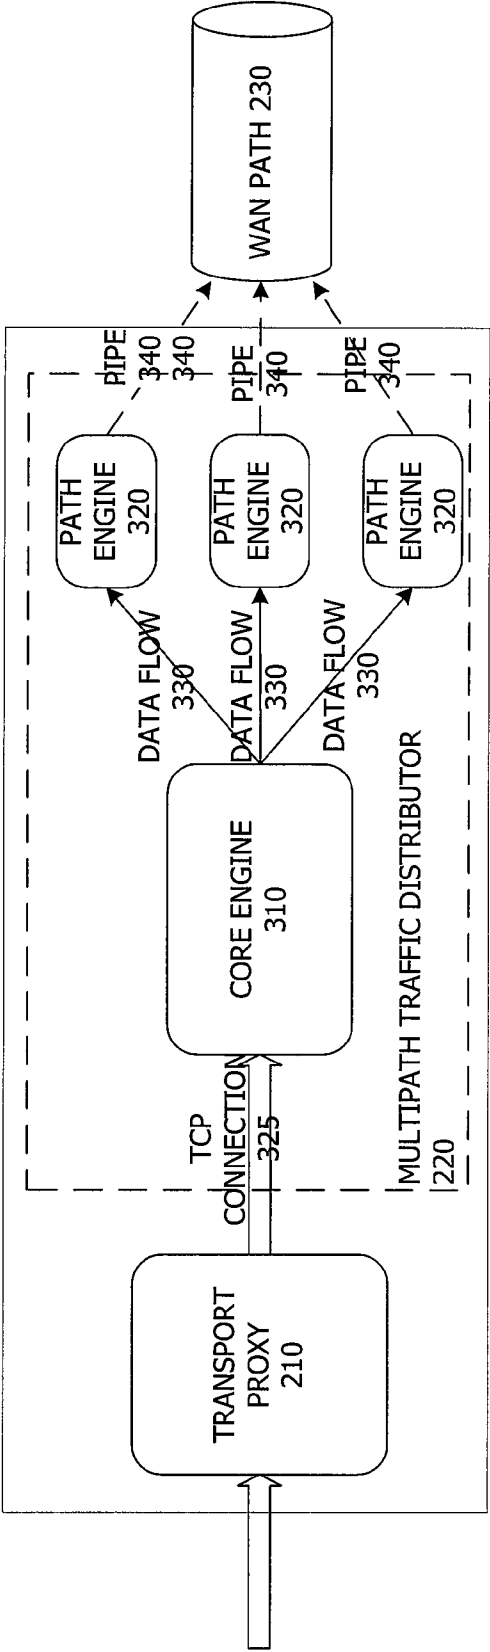 TRANSPORT
PROXY
210
TCP
CONNECTION
325
CORE ENGINE
310
MULTIPATH TRAFFIC DISTRIBUTOR
220
DATA FLOW
330
DATA FLOW
330
DATA FLOW
330
PATH
ENGINE
320
PATH
ENGINE
320
PATH
ENGINE
320
PIPE
340
340
PIPE
340
PIPE
340
WAN PATH 230